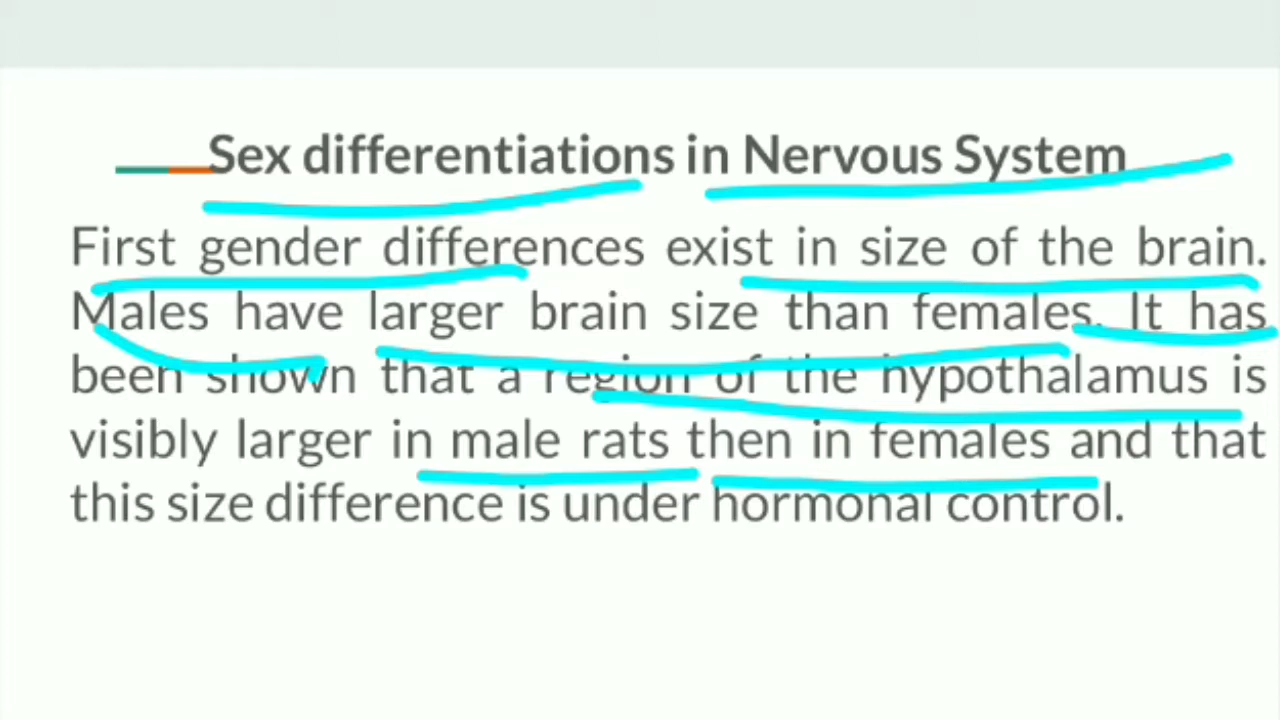 Sex differentiations in Nervous System
First gender differences exist in size of the brain.
Males have larger brain size than females. It has
been shown that a region of the hypothalamus is
visibly larger in male rats then in females and that
this size difference is under hormonal control.